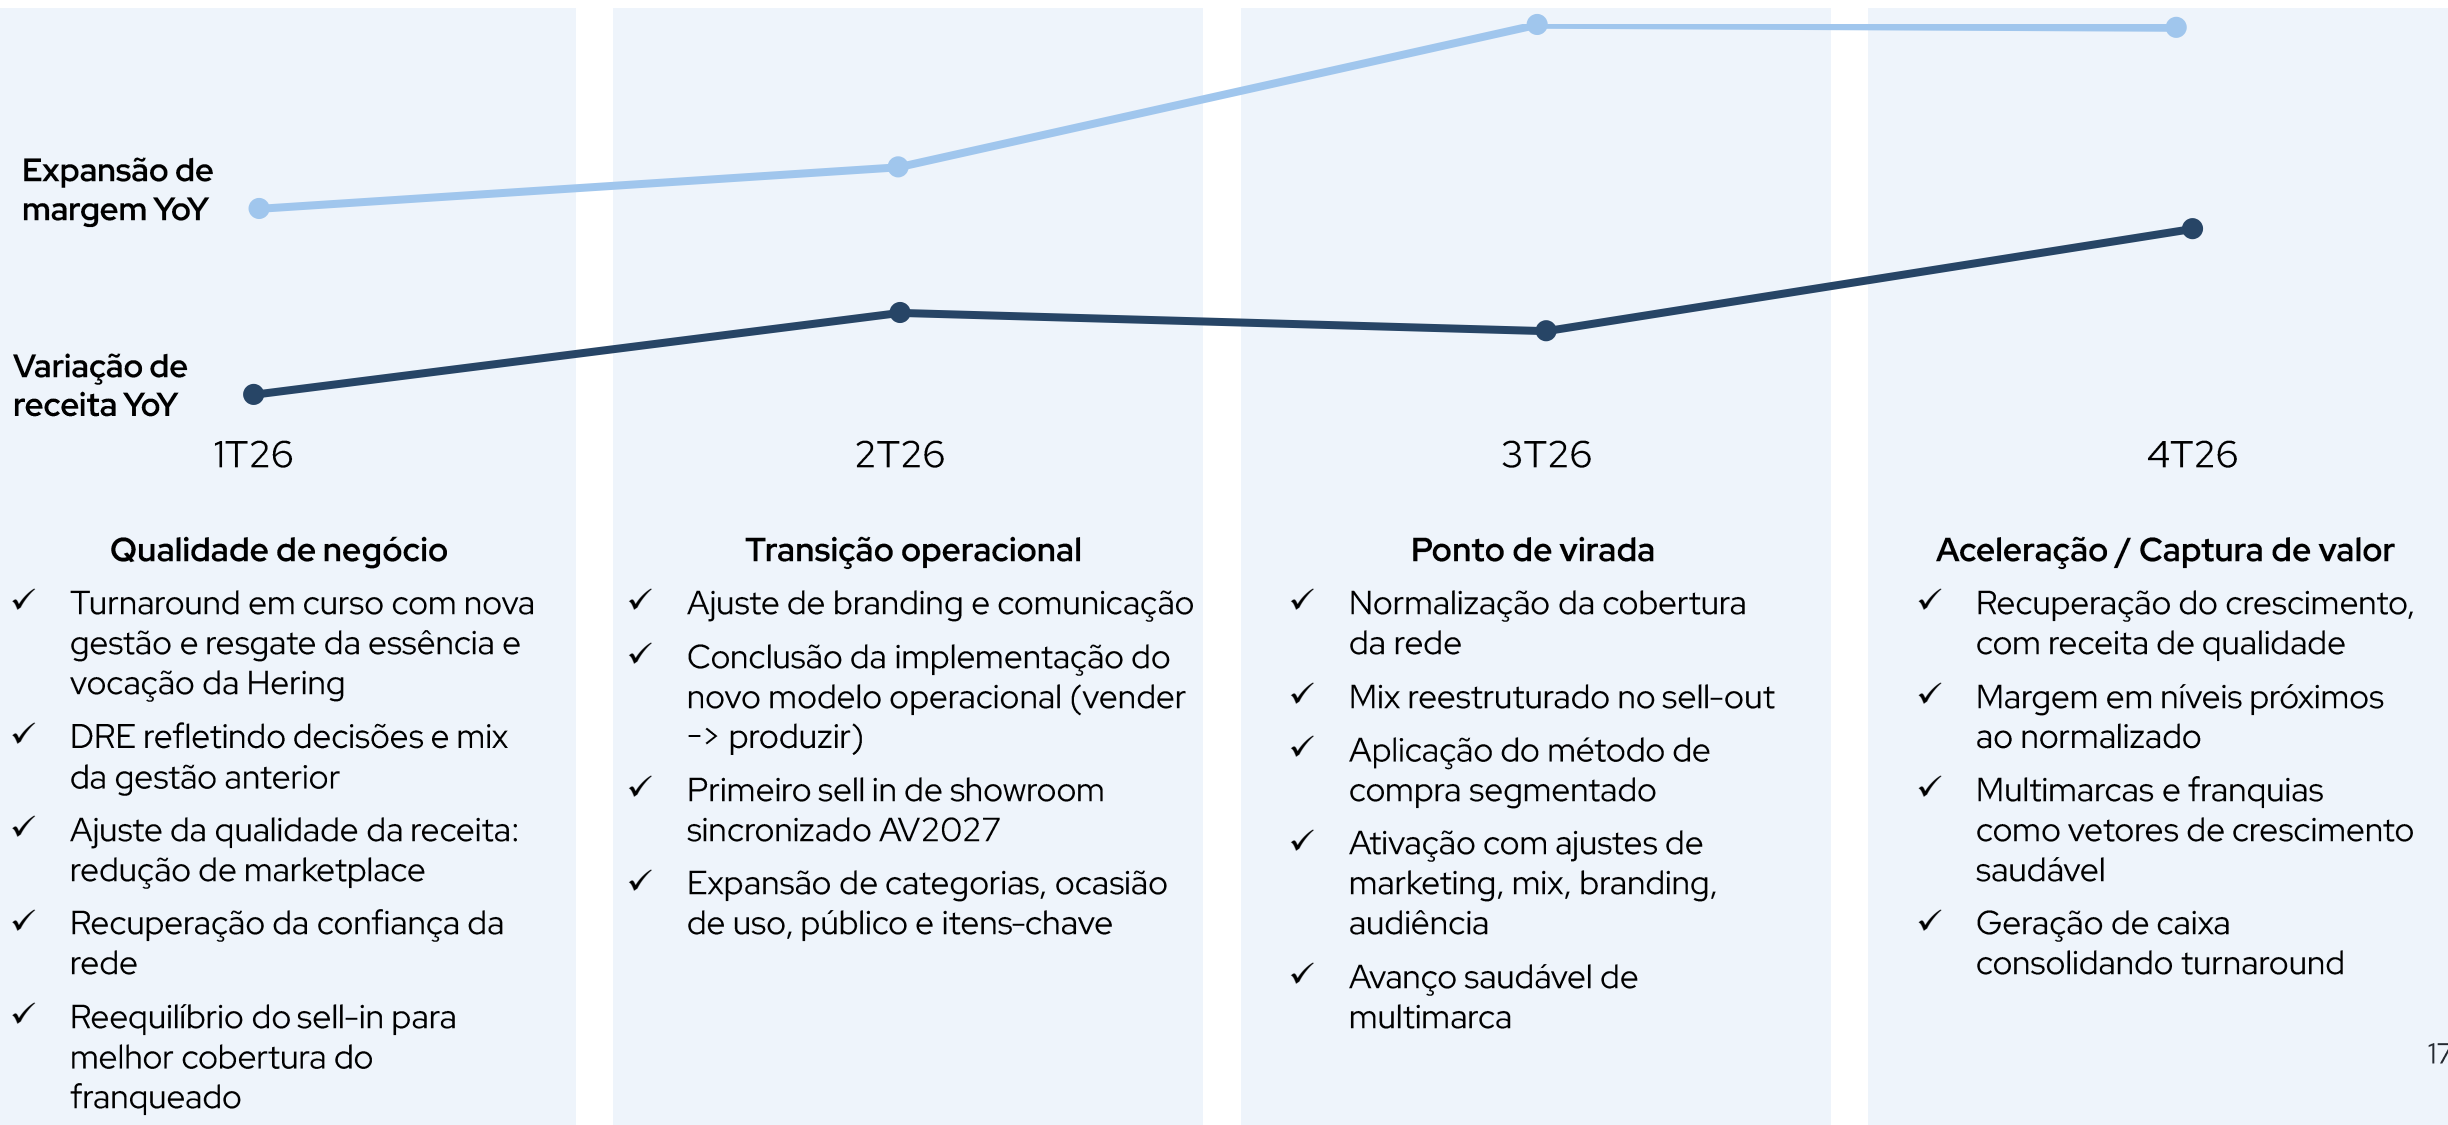 Expansão de
margem YoY
Variação de
receita YoY
1T26
2T26
3T26
4T26
Qualidade de negócio
✓ Turnaround em curso com nova
gestão e resgate da essência e
vocação da Hering
✓ DRE refletindo decisões e mix
da gestão anterior
✓ Ajuste da qualidade da receita:
redução de marketplace
✓ Recuperação da confiança da
rede
✓ Reequilíbrio do sell-in para
melhor cobertura do
franqueado
Transição operacional
✓ Ajuste de branding e comunicação
✓ Conclusão da implementação do
novo modelo operacional (vender
-> produzir)
✓ Primeiro sell in de showroom
sincronizado AV2027
✓ Expansão de categorias, ocasião
de uso, público e itens-chave
Ponto de virada
✓ Normalização da cobertura
da rede
✓ Mix reestruturado no sell-out
✓ Aplicação do método de
compra segmentado
✓ Ativação com ajustes de
marketing, mix, branding,
audiência
✓ Avanço saudável de
multimarca
Aceleração / Captura de valor
✓ Recuperação do crescimento,
com receita de qualidade
✓ Margem em níveis próximos
ao normalizado
✓ Multimarcas e franquias
como vetores de crescimento
saudável
✓ Geração de caixa
consolidando turnaround
17